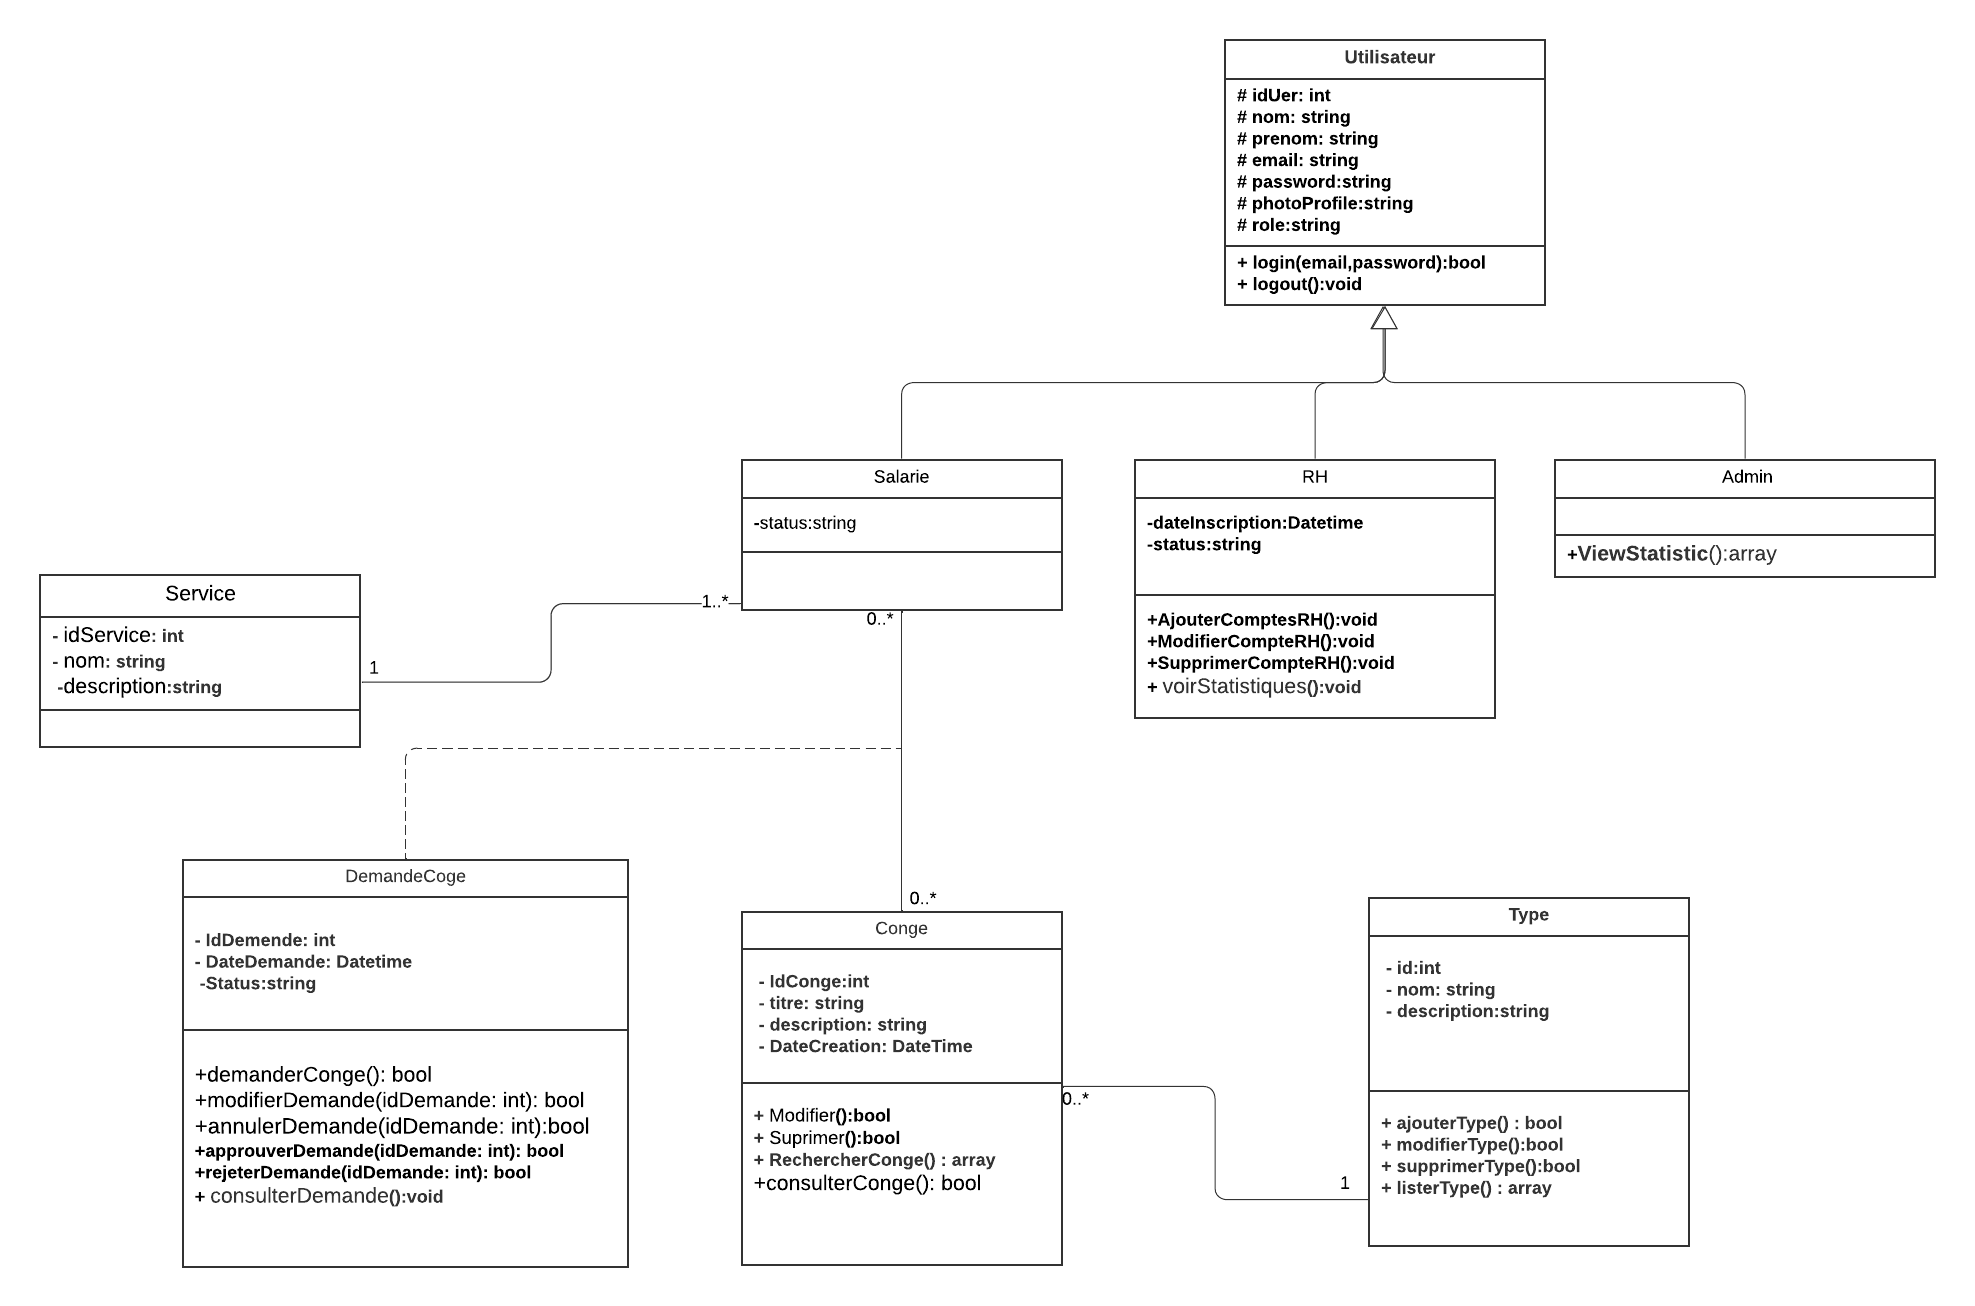 Utilisateur
# idUer: int
# nom: string
# prenom: string
# email: string
# password:string
# photoProfile:string
# role:string
+ login(email,password):bool
+ logout():void
Salarie
-status:string
RH
-dateInscription:Datetime
-status:string
+AjouterComptesRH():void
+ModifierCompteRH():void
+SupprimerCompteRH():void
+ voirStatistiques():void
Admin
+ViewStatistic():array
Service
- idService: int
- nom: string
-description:string
1
1..*
0..*
0..*
DemandeCoge
- IdDemende: int
- DateDemande: Datetime
-Status:string
+demanderConge(): bool
+modifierDemande(idDemande: int): bool
+annulerDemande(idDemande: int):bool
+approuverDemande(idDemande: int): bool
+rejeterDemande(idDemande: int): bool
+ consulterDemande():void
Conge
- IdConge:int
- titre: string
- description: string
- DateCreation: DateTime
+ Modifier():bool
+ Suprimer():bool
+ RechercherConge() : array
+consulterConge(): bool
0..*
1
Type
- id:int
- nom: string
- description:string
+ ajouterType() : bool
+ modifierType():bool
+ supprimerType():bool
+ listerType() : array